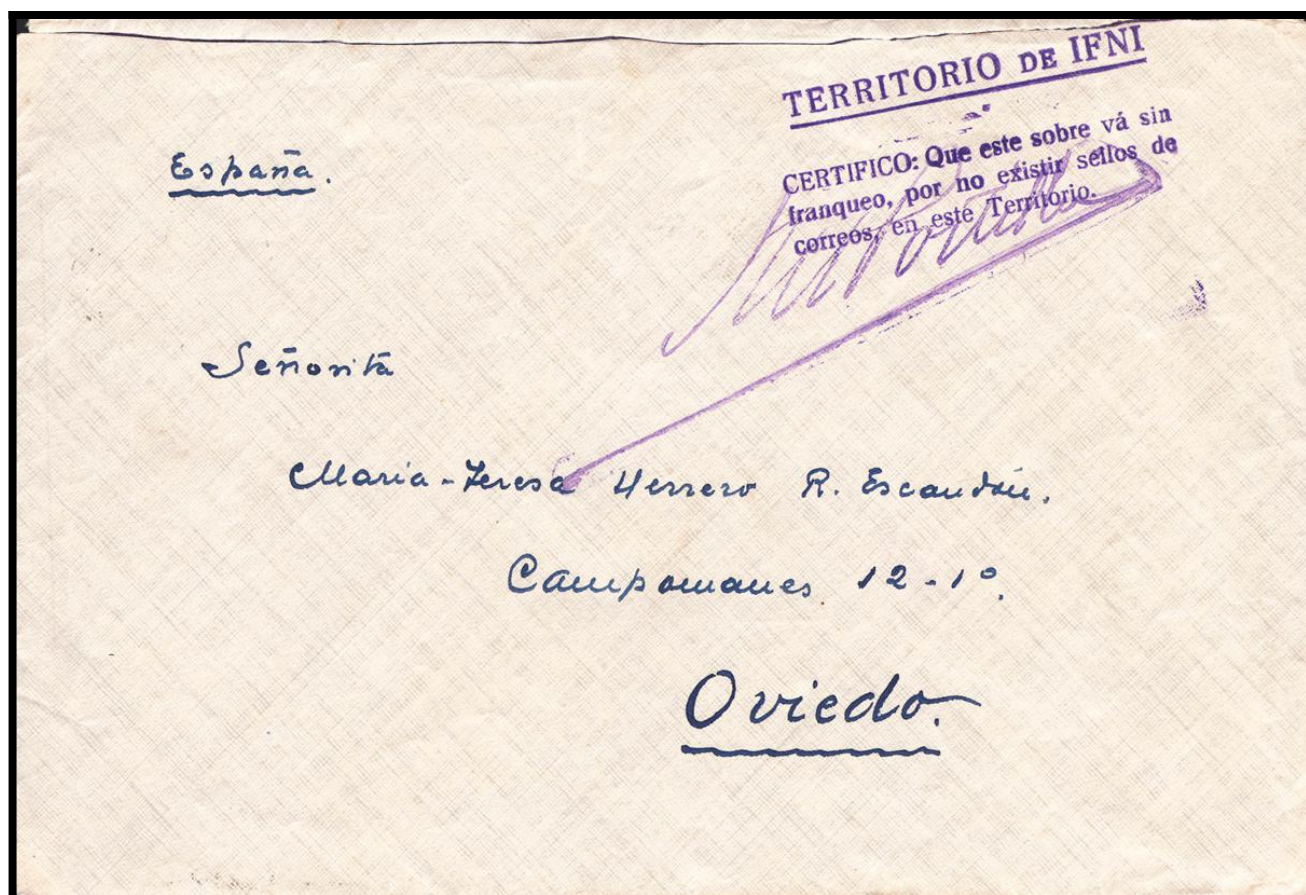 TERRITORIO DE IFNI
CERTIFICO: Que este sobre vá sin
franqueo, por no existir sellos de
correos, en este Territorio.
España.
Señorita
Maria-Teresa Herrero R. Escandón.
Campomanes 12-1º.
Oviedo.